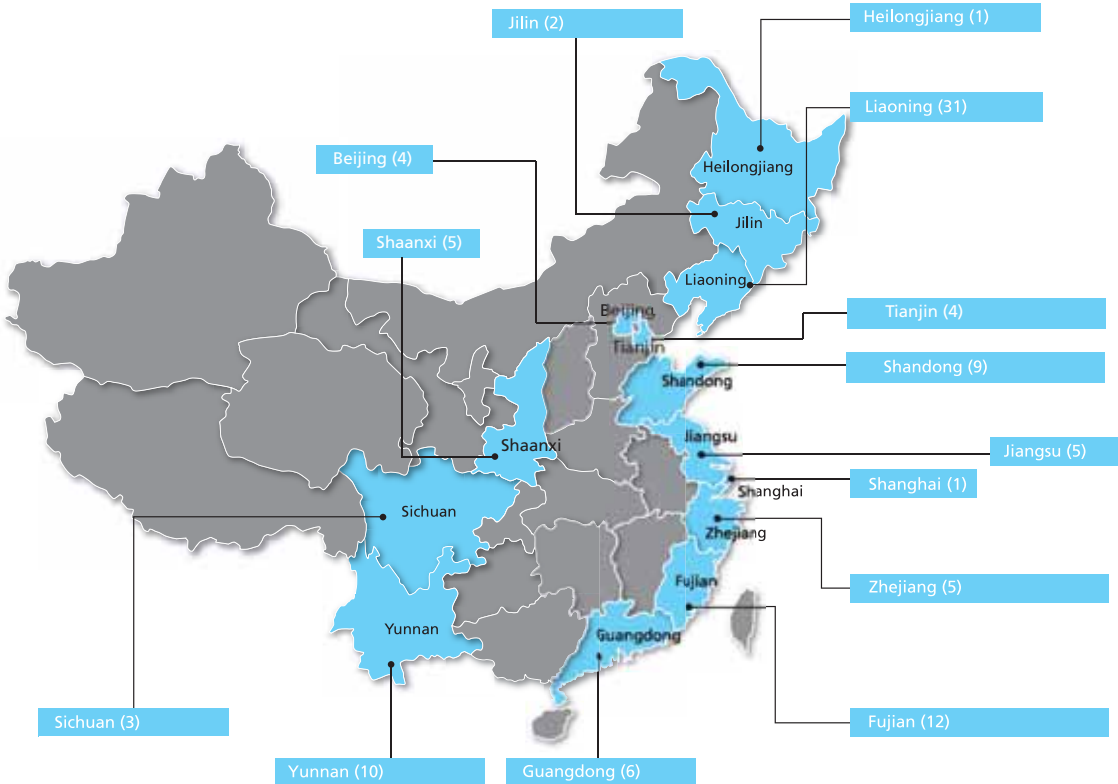 Heilongjiang (1)
Jilin (2)
Liaoning (31)
Beijing (4)
Heilongjiang
Jilin
Shaanxi (5)
Liaoning
Beijing
Tianjin (4)
Tianjin
Shandong (9)
Shandong
Jiangsu
Shaanxi
Jiangsu (5)
Shanghai (1)
Shanghai
Sichuan
Zhejiang
Fujian
Zhejiang (5)
Yunnan
Guangdong
Sichuan (3)
Fujian (12)
Yunnan (10)
Guangdong (6)